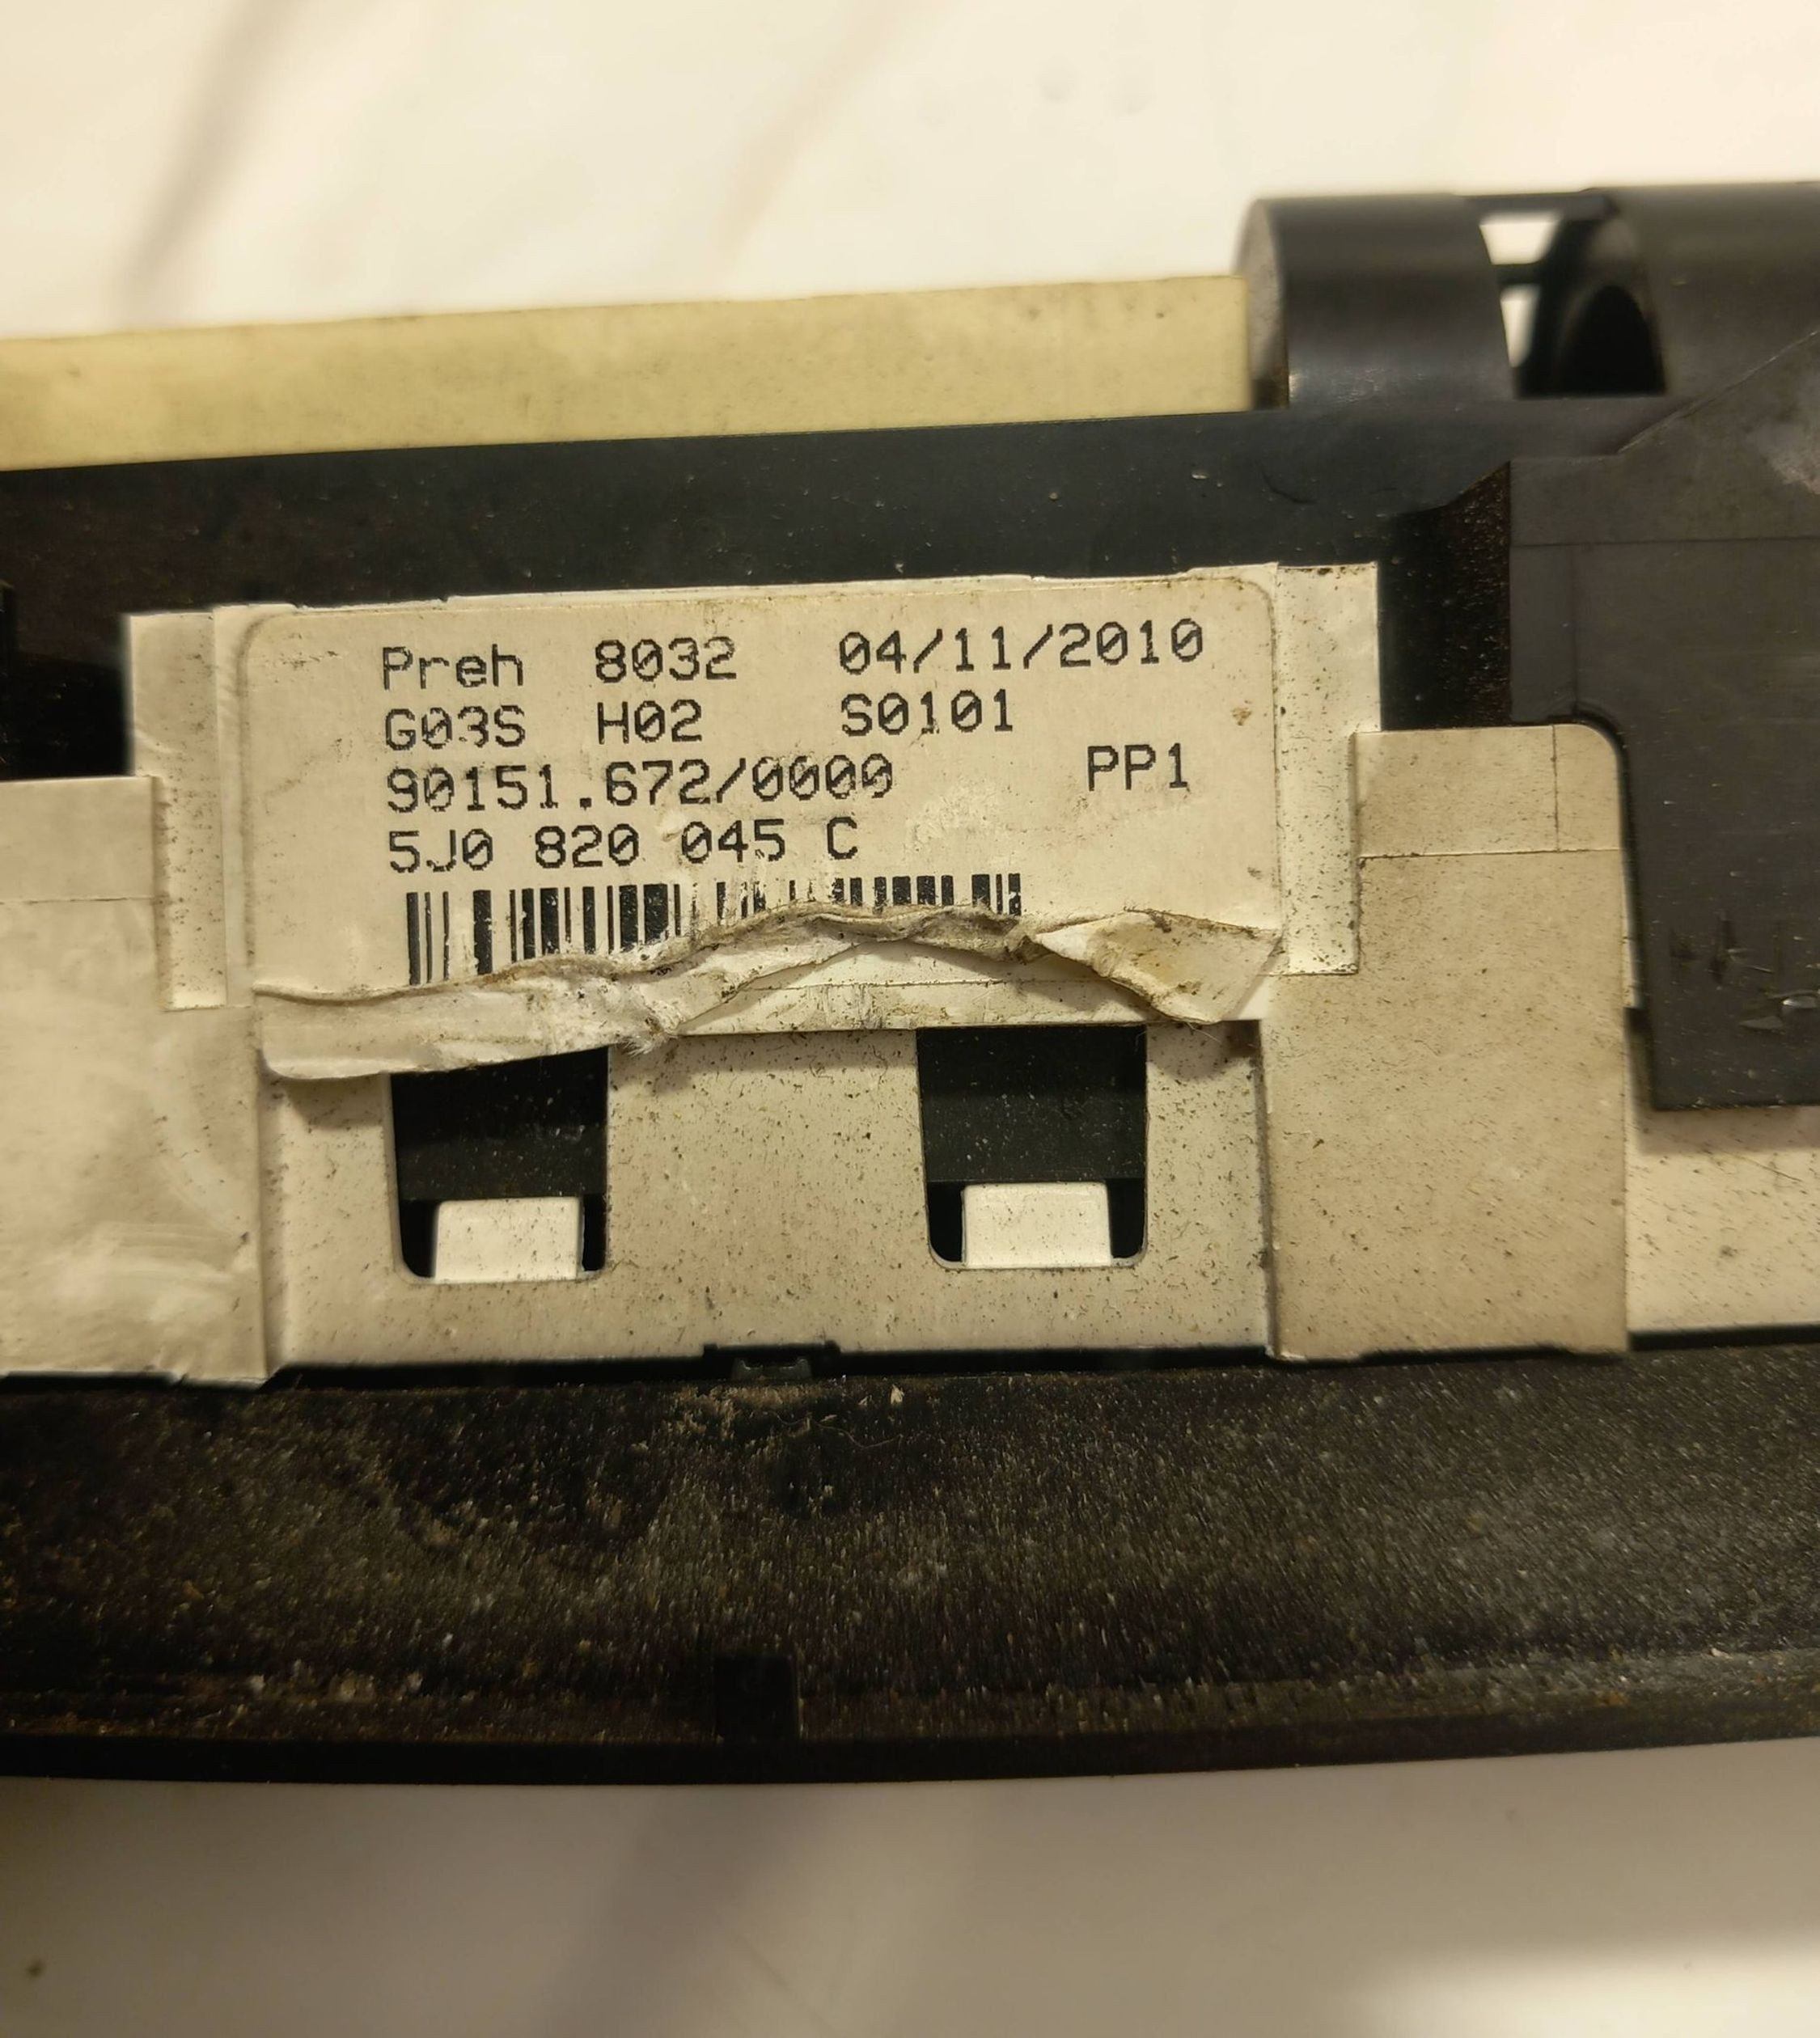 Preh 8032 04/11/2010
G03S H02 S0101
90151.672/0000 PP1
5J0 820 045 C